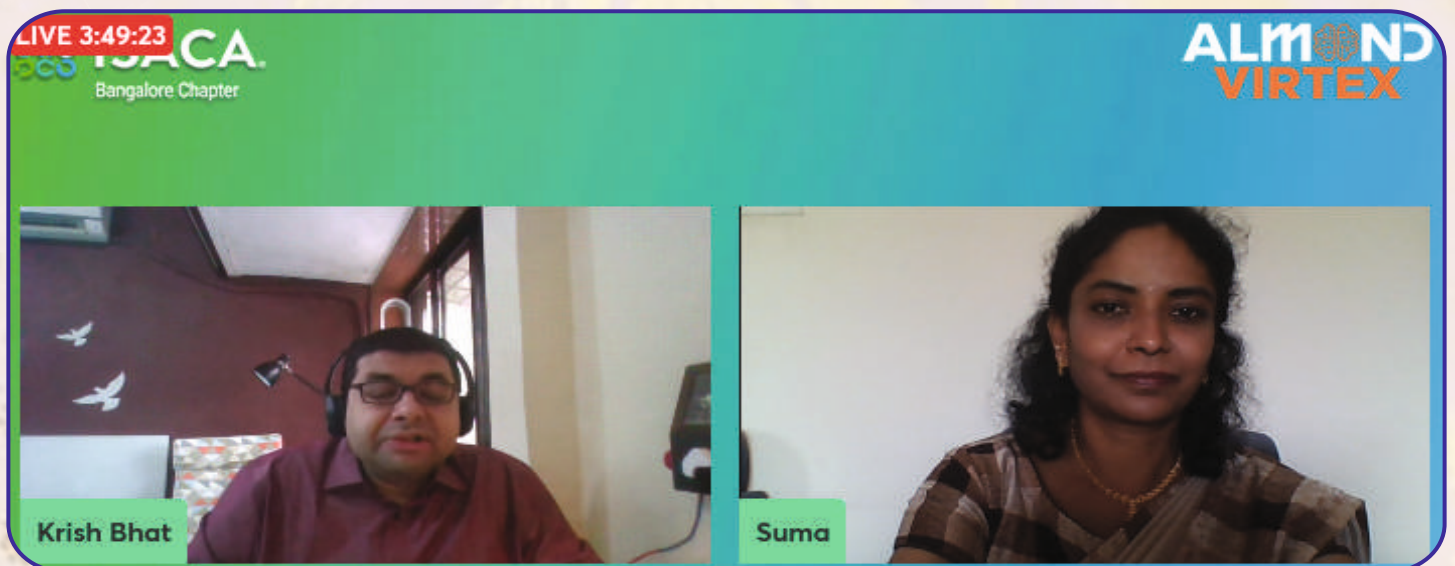 LIVE 3:49:23
ISACA.
Bangalore Chapter
ALMOND
VIRTEX
Krish Bhat
Suma